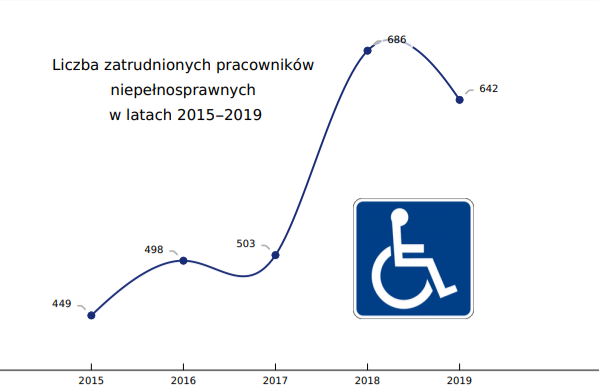 Liczba zatrudnionych pracowników
niepełnosprawnych
w latach 2015–2019
686
642
503
498
449
2015 2016 2017 2018 2019